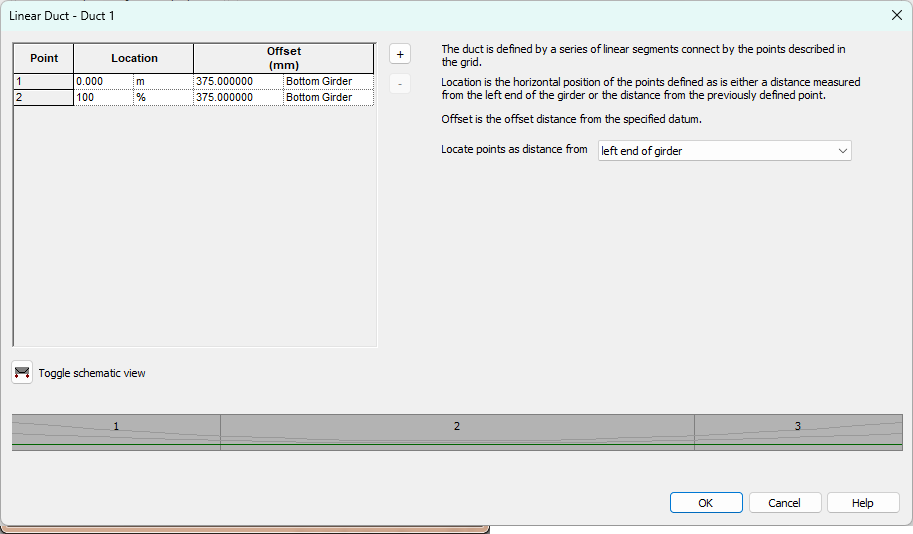 Linear Duct - Duct 1
Point Location Offset (mm)
1 0.000 m 375.000000 Bottom Girder
2 100 % 375.000000 Bottom Girder
+
-
The duct is defined by a series of linear segments connect by the points described in
the grid.
Location is the horizontal position of the points defined as is either a distance measured
from the left end of the girder or the distance from the previously defined point.
Offset is the offset distance from the specified datum.
Locate points as distance from left end of girder
Toggle schematic view
1 2 3
OK Cancel Help